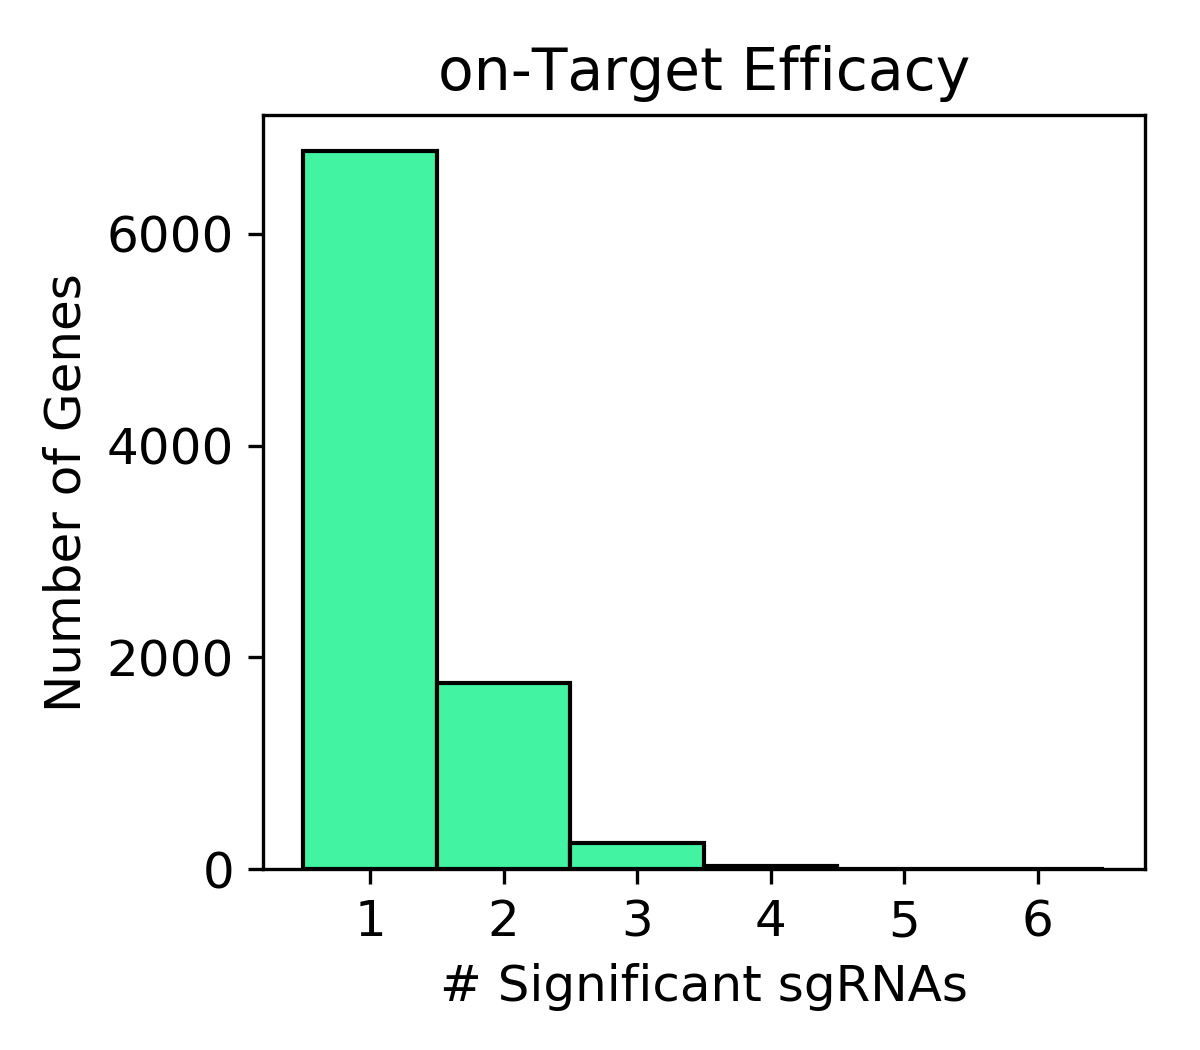 on-Target Efficacy
Number of Genes
6000
4000
2000
0
1 2 3 4 5 6
# Significant sgRNAs